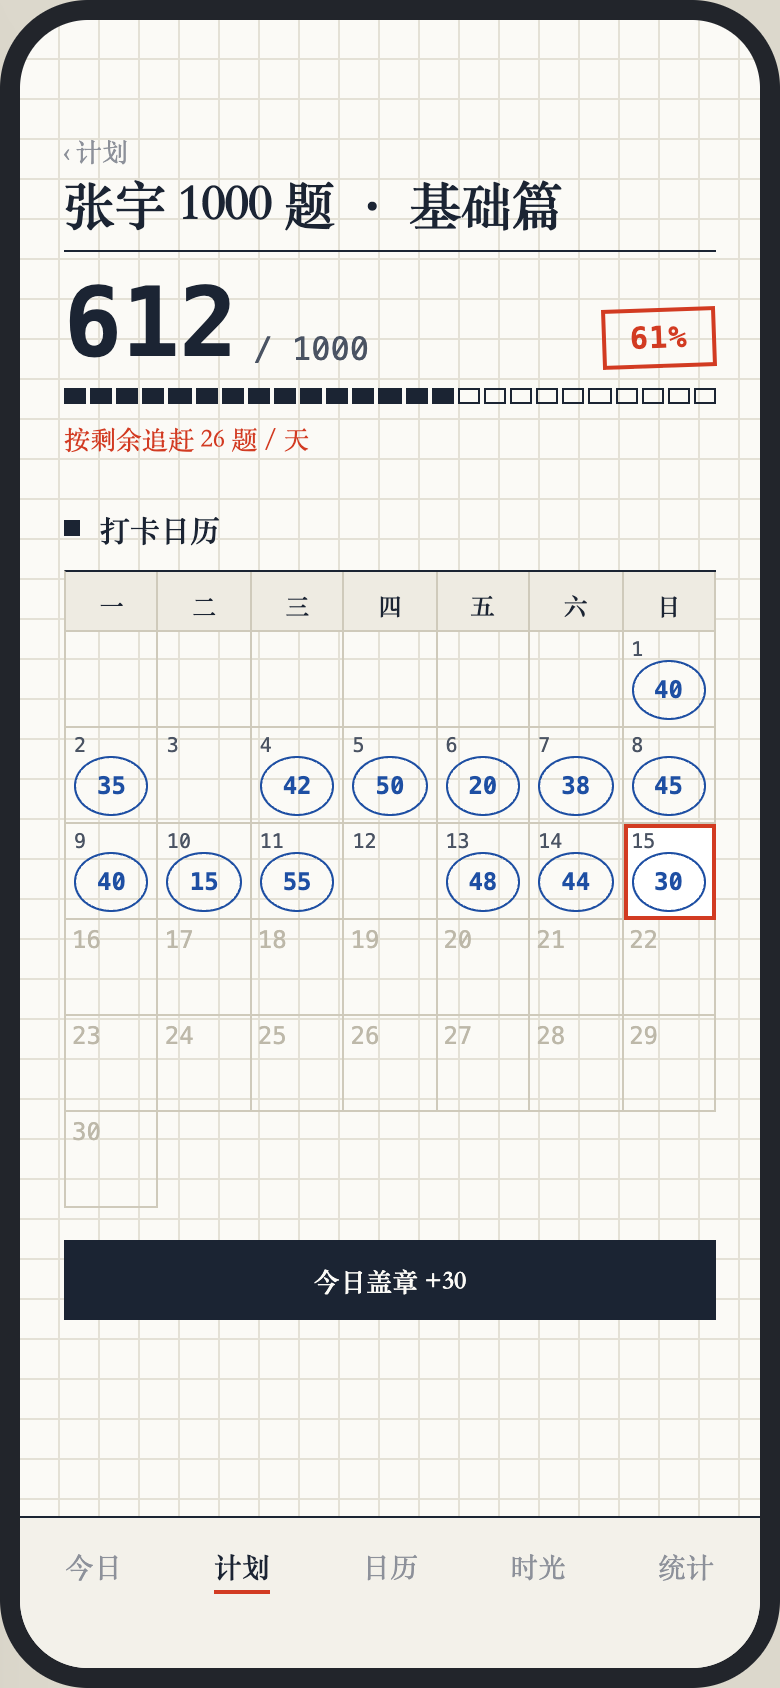 ‹ 计划
张宇 1000 题 · 基础篇
612 / 1000
61%
按剩余追赶 26 题 / 天
打卡日历
一 二 三 四 五 六 日
1
40
2 3 4 5 6 7 8
35 42 50 20 38 45
9 10 11 12 13 14 15
40 15 55 48 44 30
16 17 18 19 20 21 22
23 24 25 26 27 28 29
30
今日盖章 +30
今日 计划 日历 时光 统计